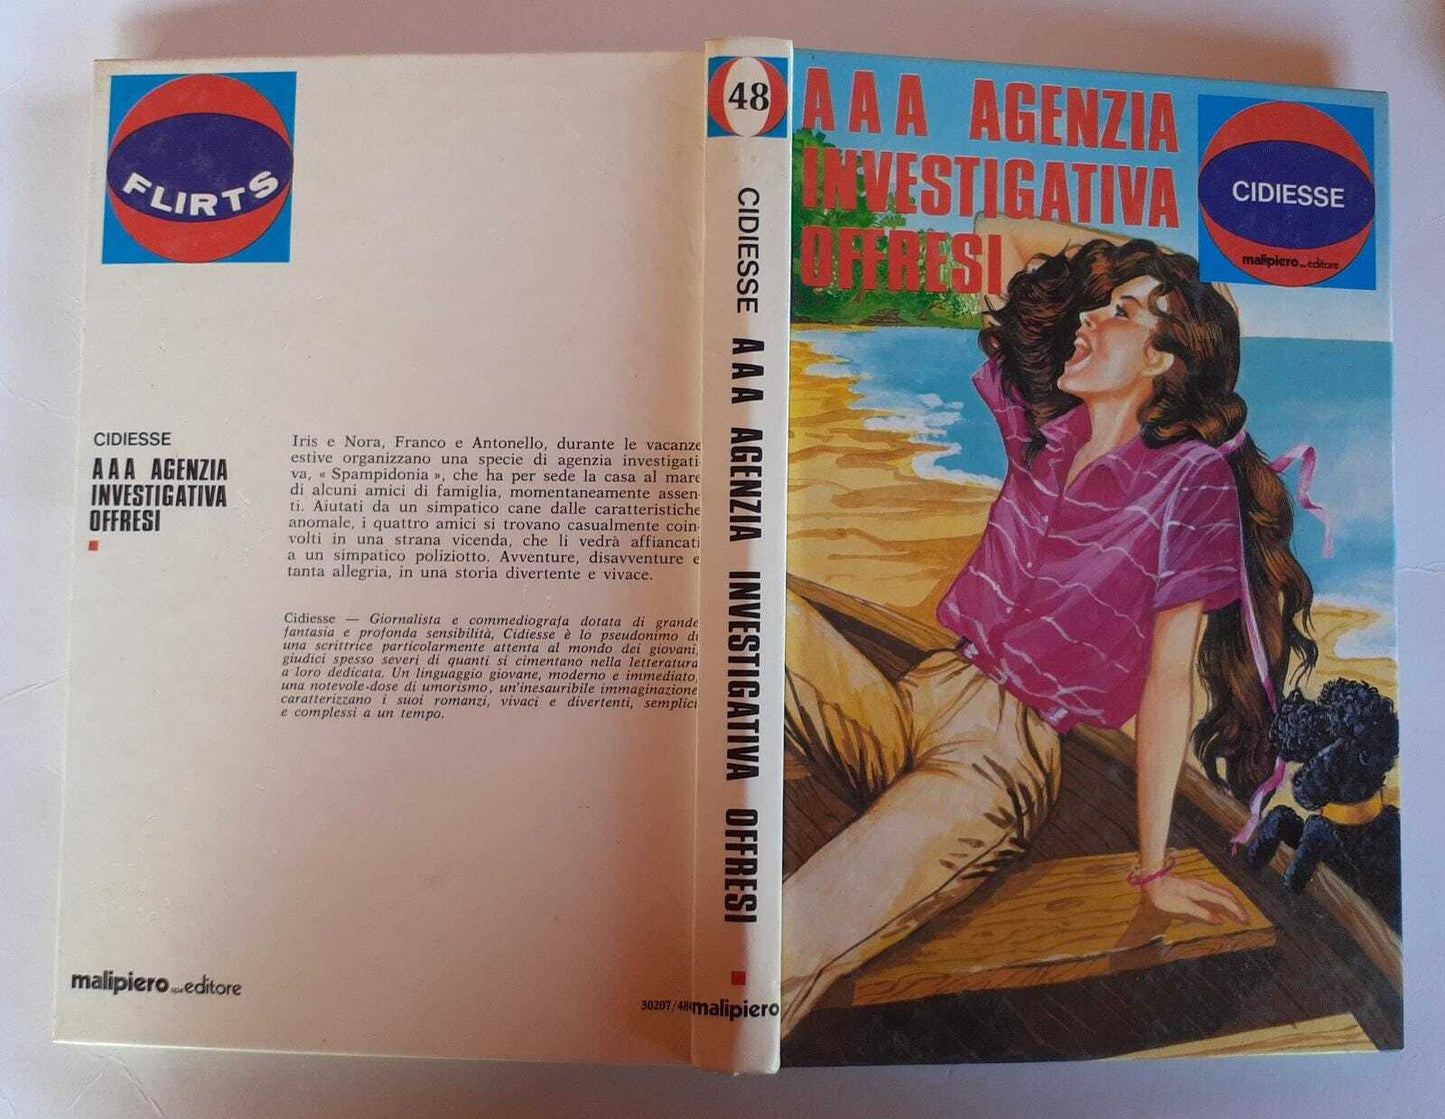 FLIRTS
CIDIESSE
AAA AGENZIA
INVESTIGATIVA
OFFRESI
Iris e Nora, Franco e Antonello, durante le vacanze
estive organizzano una specie di agenzia investigati-
va, « Spampidonia », che ha per sede la casa al mare
di alcuni amici di famiglia, momentaneamente assen-
ti. Aiutati da un simpatico cane dalle caratteristiche
anomale, i quattro amici si trovano casualmente coin-
volti in una strana vicenda, che li vedrà affiancati
a un simpatico poliziotto. Avventure, disavventure e
tanta allegria, in una storia divertente e vivace.
Cidiesse — Giornalista e commediografa dotata di grande
fantasia e profonda sensibilità, Cidiesse è lo pseudonimo di
una scrittrice particolarmente attenta al mondo dei giovani,
giudici spesso severi di quanti si cimentano nella letteratura
a loro dedicata. Un linguaggio giovane, moderno e immediato,
una notevole-dose di umorismo, un'inesauribile immaginazione
caratterizzano i suoi romanzi, vivaci e divertenti, semplici
e complessi a un tempo.
malipiero spa editore
48
CIDIESSE AAA AGENZIA INVESTIGATIVA OFFRESI
malipiero
AAA AGENZIA
INVESTIGATIVA
OFFRESI
CIDIESSE
malipiero spa editore